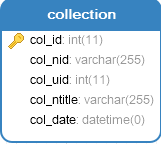 collection
col_id: int(11)
col_nid: varchar(255)
col_uid: int(11)
col_ntitle: varchar(255)
col_date: datetime(0)